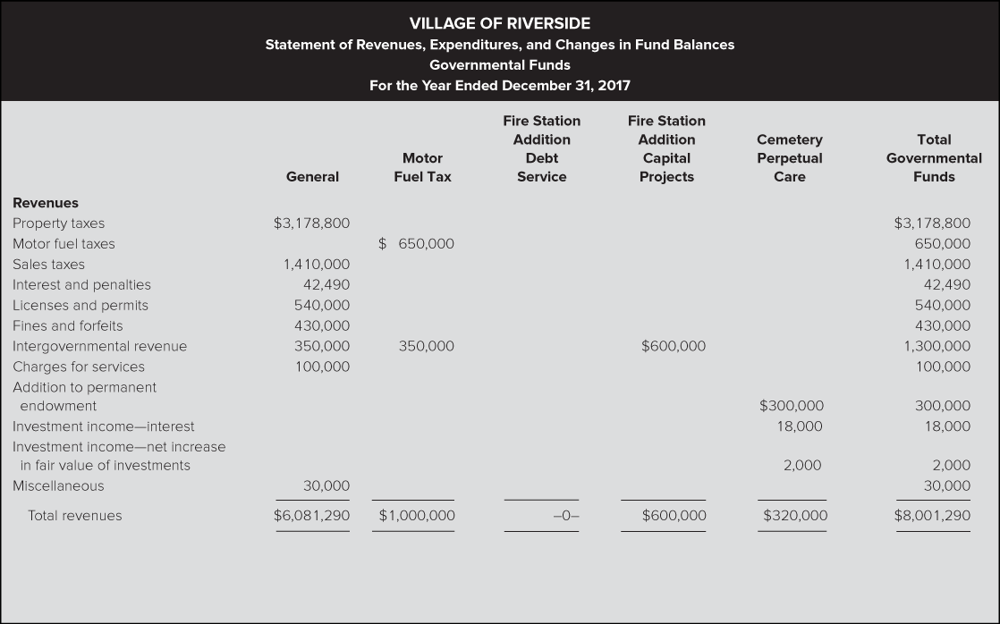 VILLAGE OF RIVERSIDE
Statement of Revenues, Expenditures, and Changes in Fund Balances
Governmental Funds
For the Year Ended December 31, 2017
Fire Station Fire Station
Addition Addition Cemetery Total
Motor Debt Capital Perpetual Governmental
General Fuel Tax Service Projects Care Funds
Revenues
Property taxes $3,178,800 $3,178,800
Motor fuel taxes $ 650,000 650,000
Sales taxes 1,410,000 1,410,000
Interest and penalties 42,490 42,490
Licenses and permits 540,000 540,000
Fines and forfeits 430,000 430,000
Intergovernmental revenue 350,000 350,000 $600,000 1,300,000
Charges for services 100,000 100,000
Addition to permanent
endowment $300,000 300,000
Investment income—interest 18,000 18,000
Investment income—net increase
in fair value of investments 2,000 2,000
Miscellaneous 30,000 30,000
Total revenues $6,081,290 $1,000,000 –0– $600,000 $320,000 $8,001,290